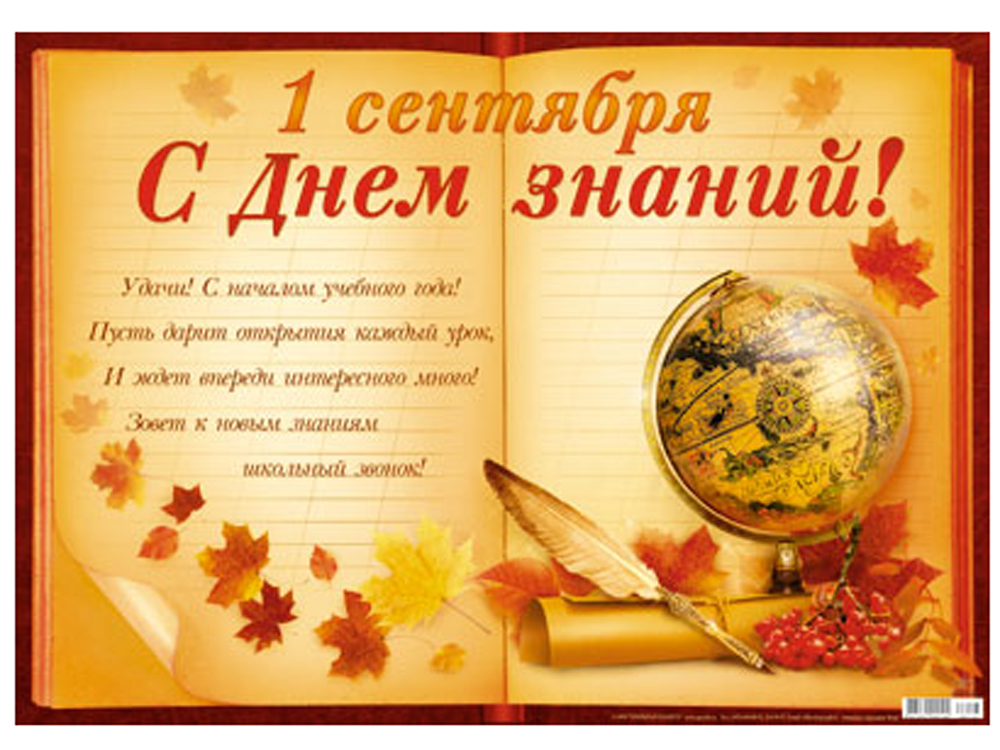 1 сентября
С Днем знаний!
Удачи! С началом учебного года!
Пусть дарит открытия каждый урок,
И ждет впереди интересного много!
Зовет к новым знаниям
школьный звонок!